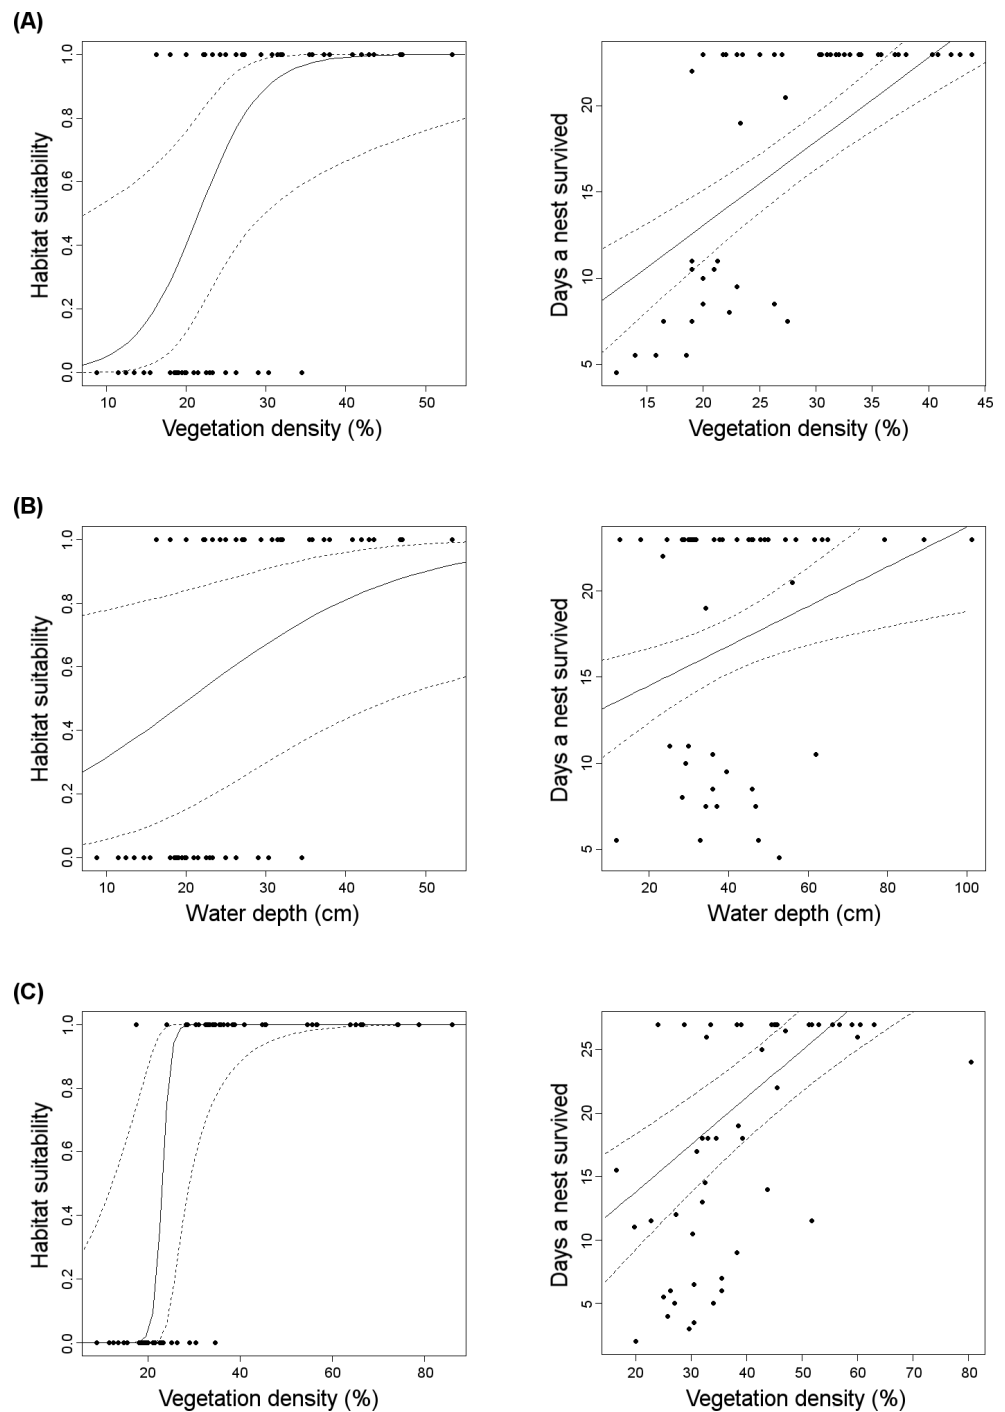 (A)
Habitat suitability
0.0 0.2 0.4 0.6 0.8 1.0
10 20 30 40 50
Vegetation density (%)
Days a nest survived
5 10 15 20
15 20 25 30 35 40 45
Vegetation density (%)
(B)
Habitat suitability
0.0 0.2 0.4 0.6 0.8 1.0
10 20 30 40 50
Water depth (cm)
Days a nest survived
5 10 15 20
20 40 60 80 100
Water depth (cm)
(C)
Habitat suitability
0.0 0.2 0.4 0.6 0.8 1.0
20 40 60 80
Vegetation density (%)
Days a nest survived
5 10 15 20 25
20 30 40 50 60 70 80
Vegetation density (%)